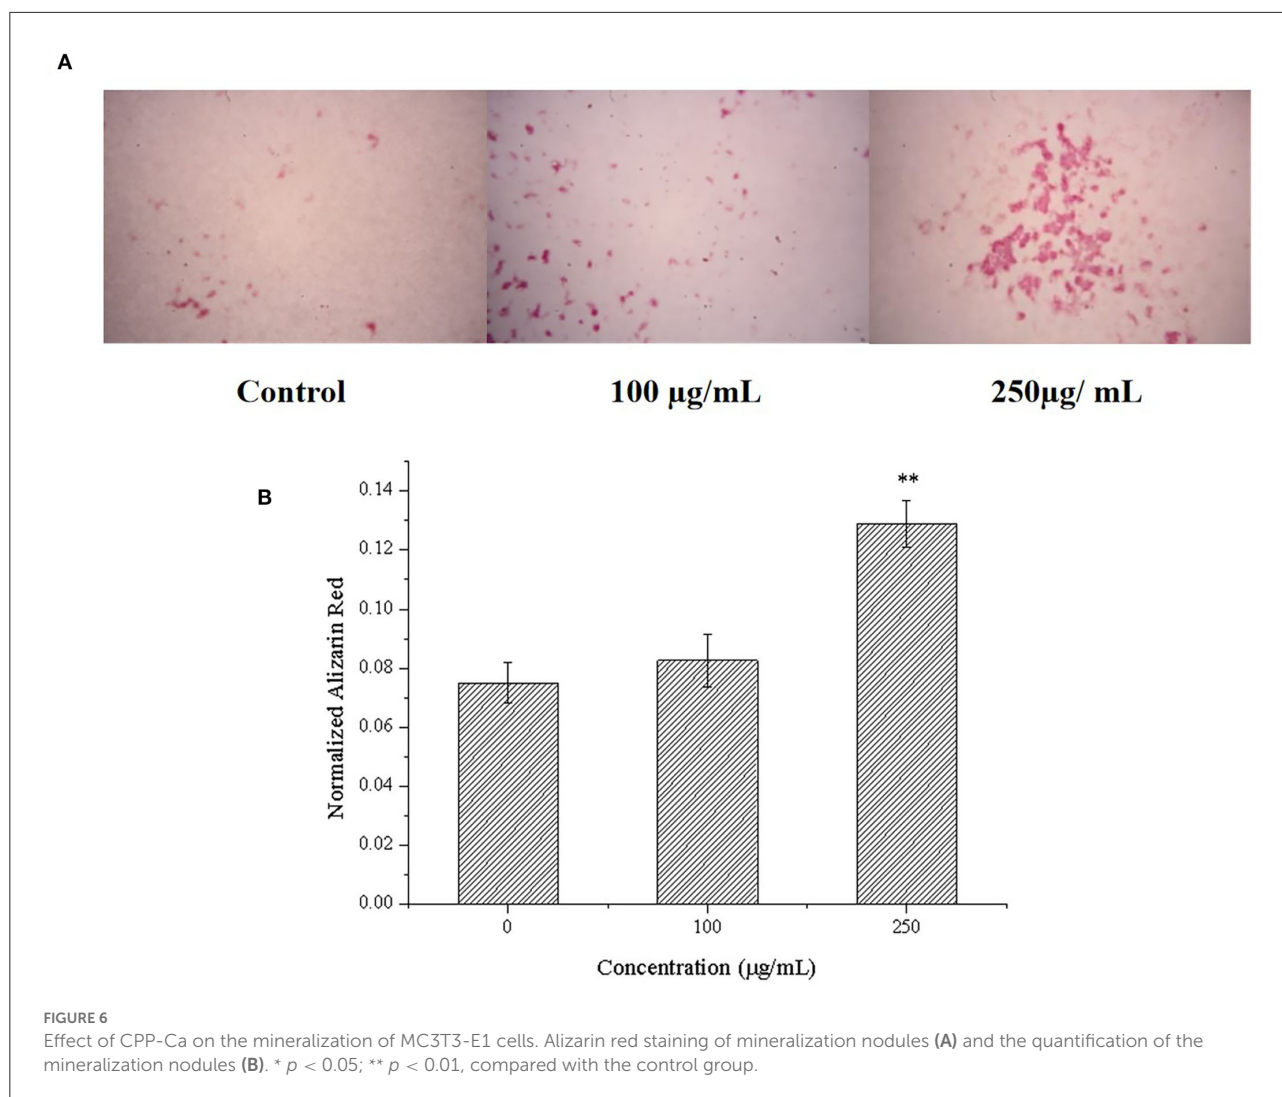 A
Control
100 μg/mL
250μg/ mL
B
**
0.14
0.12
0.10
0.08
0.06
0.04
0.02
0.00
Normalized Alizarin Red
0
100
250
Concentration (μg/mL)
FIGURE 6
Effect of CPP-Ca on the mineralization of MC3T3-E1 cells. Alizarin red staining of mineralization nodules (A) and the quantification of the
mineralization nodules (B). * p < 0.05; ** p < 0.01, compared with the control group.